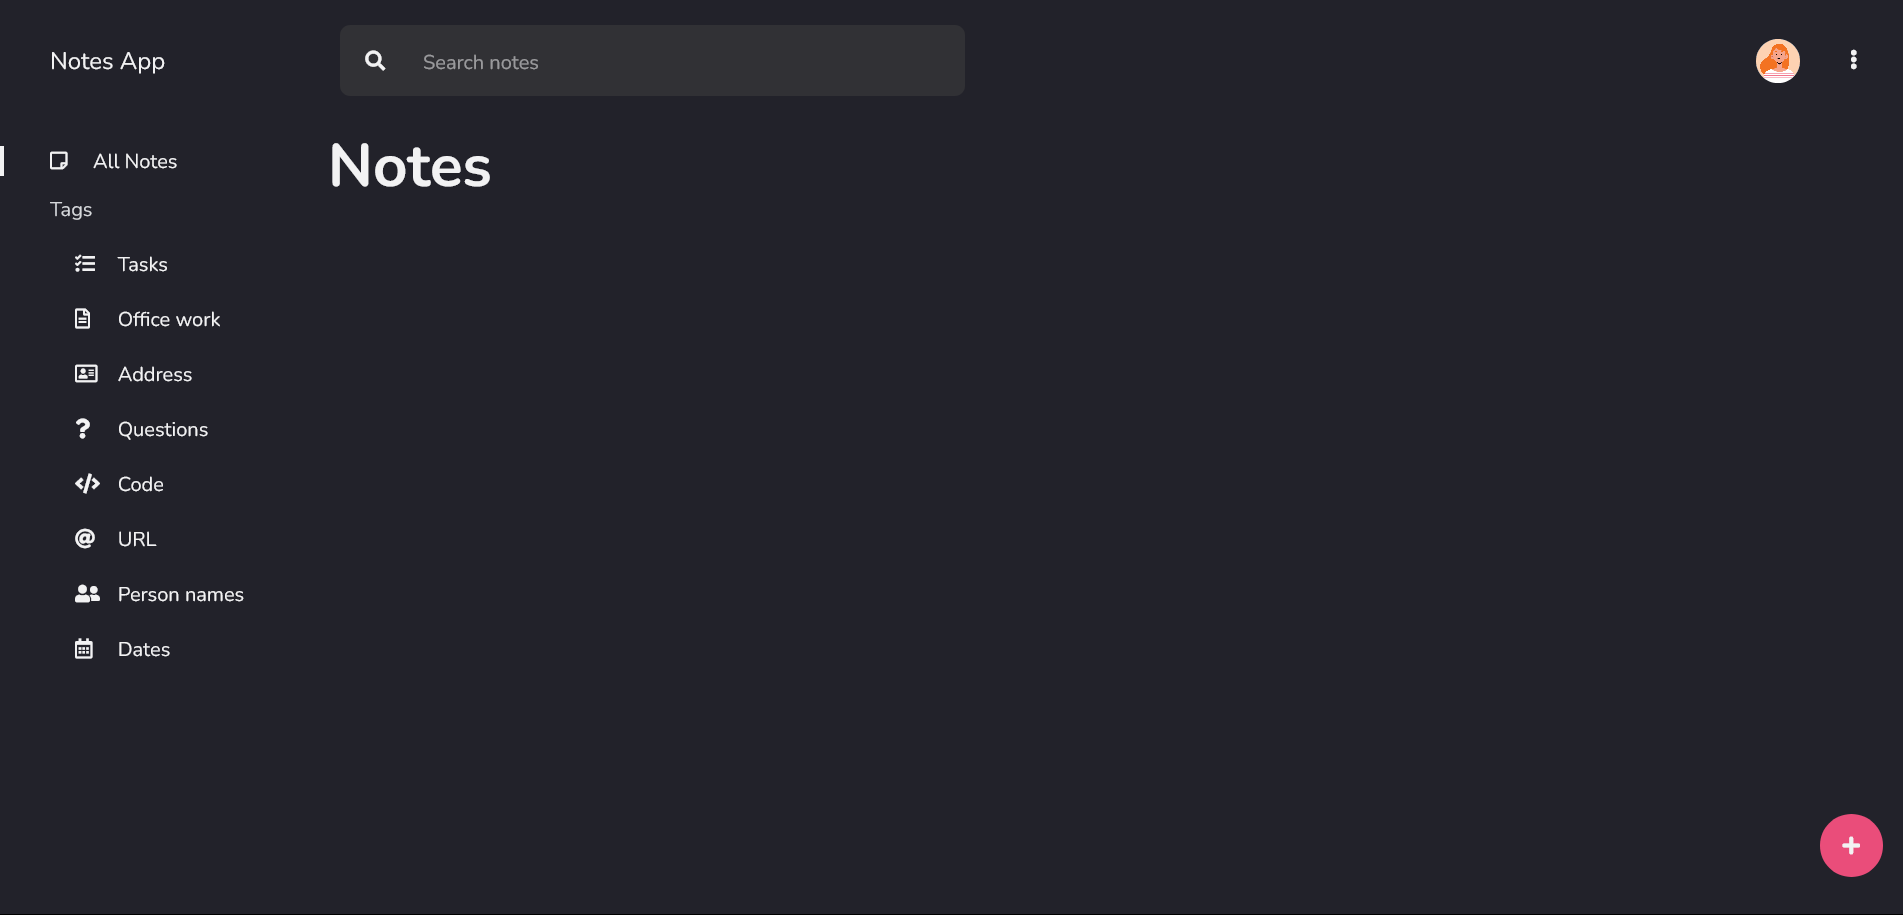 Notes App
Search notes
All Notes
Notes
Tags
Tasks
Office work
Address
Questions
Code
URL
Person names
Dates